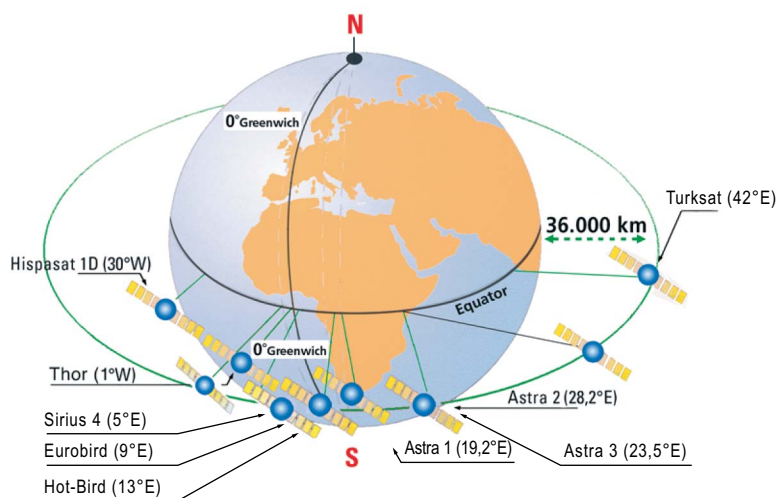 N
0°Greenwich
Turksat (42°E)
36.000 km
Hispasat 1D (30°W)
Equator
0°Greenwich
Thor (1°W)
Astra 2 (28,2°E)
Sirius 4 (5°E)
Eurobird (9°E)
Astra 1 (19,2°E)
Astra 3 (23,5°E)
S
Hot-Bird (13°E)